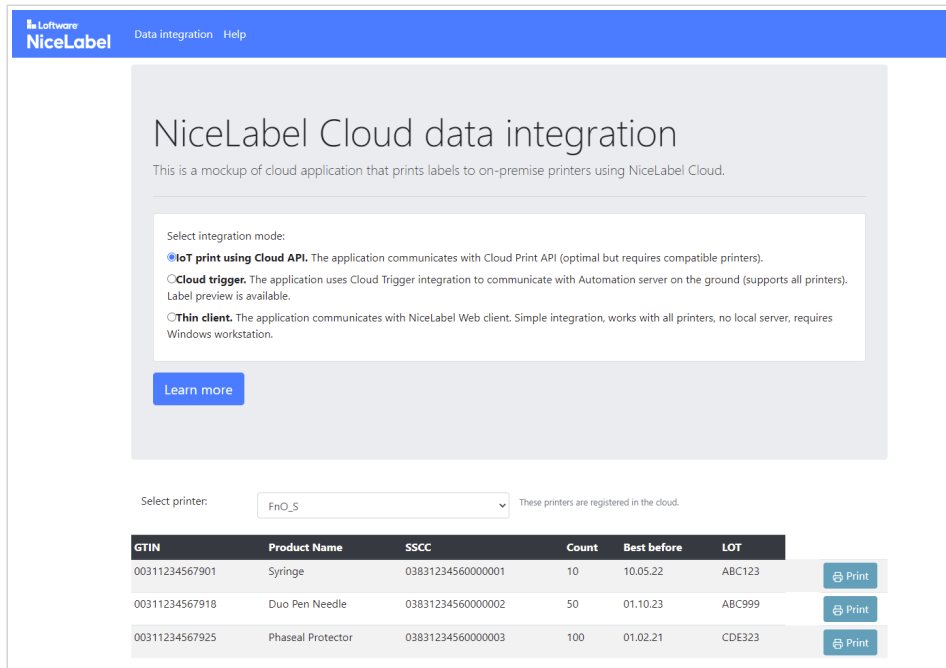 Loftware
NiceLabel
Data integration Help
NiceLabel Cloud data integration
This is a mockup of cloud application that prints labels to on-premise printers using NiceLabel Cloud.
Select integration mode:
IoT print using Cloud API. The application communicates with Cloud Print API (optimal but requires compatible printers).
Cloud trigger. The application uses Cloud Trigger integration to communicate with Automation server on the ground (supports all printers).
Label preview is available.
Thin client. The application communicates with NiceLabel Web client. Simple integration, works with all printers, no local server, requires
Windows workstation.
Learn more
Select printer: FnO_S These printers are registered in the cloud.
GTIN Product Name SSCC Count Best before LOT
00311234567901 Syringe 03831234560000001 10 10.05.22 ABC123 Print
00311234567918 Duo Pen Needle 03831234560000002 50 01.10.23 ABC999 Print
00311234567925 Phaseal Protector 03831234560000003 100 01.02.21 CDE323 Print